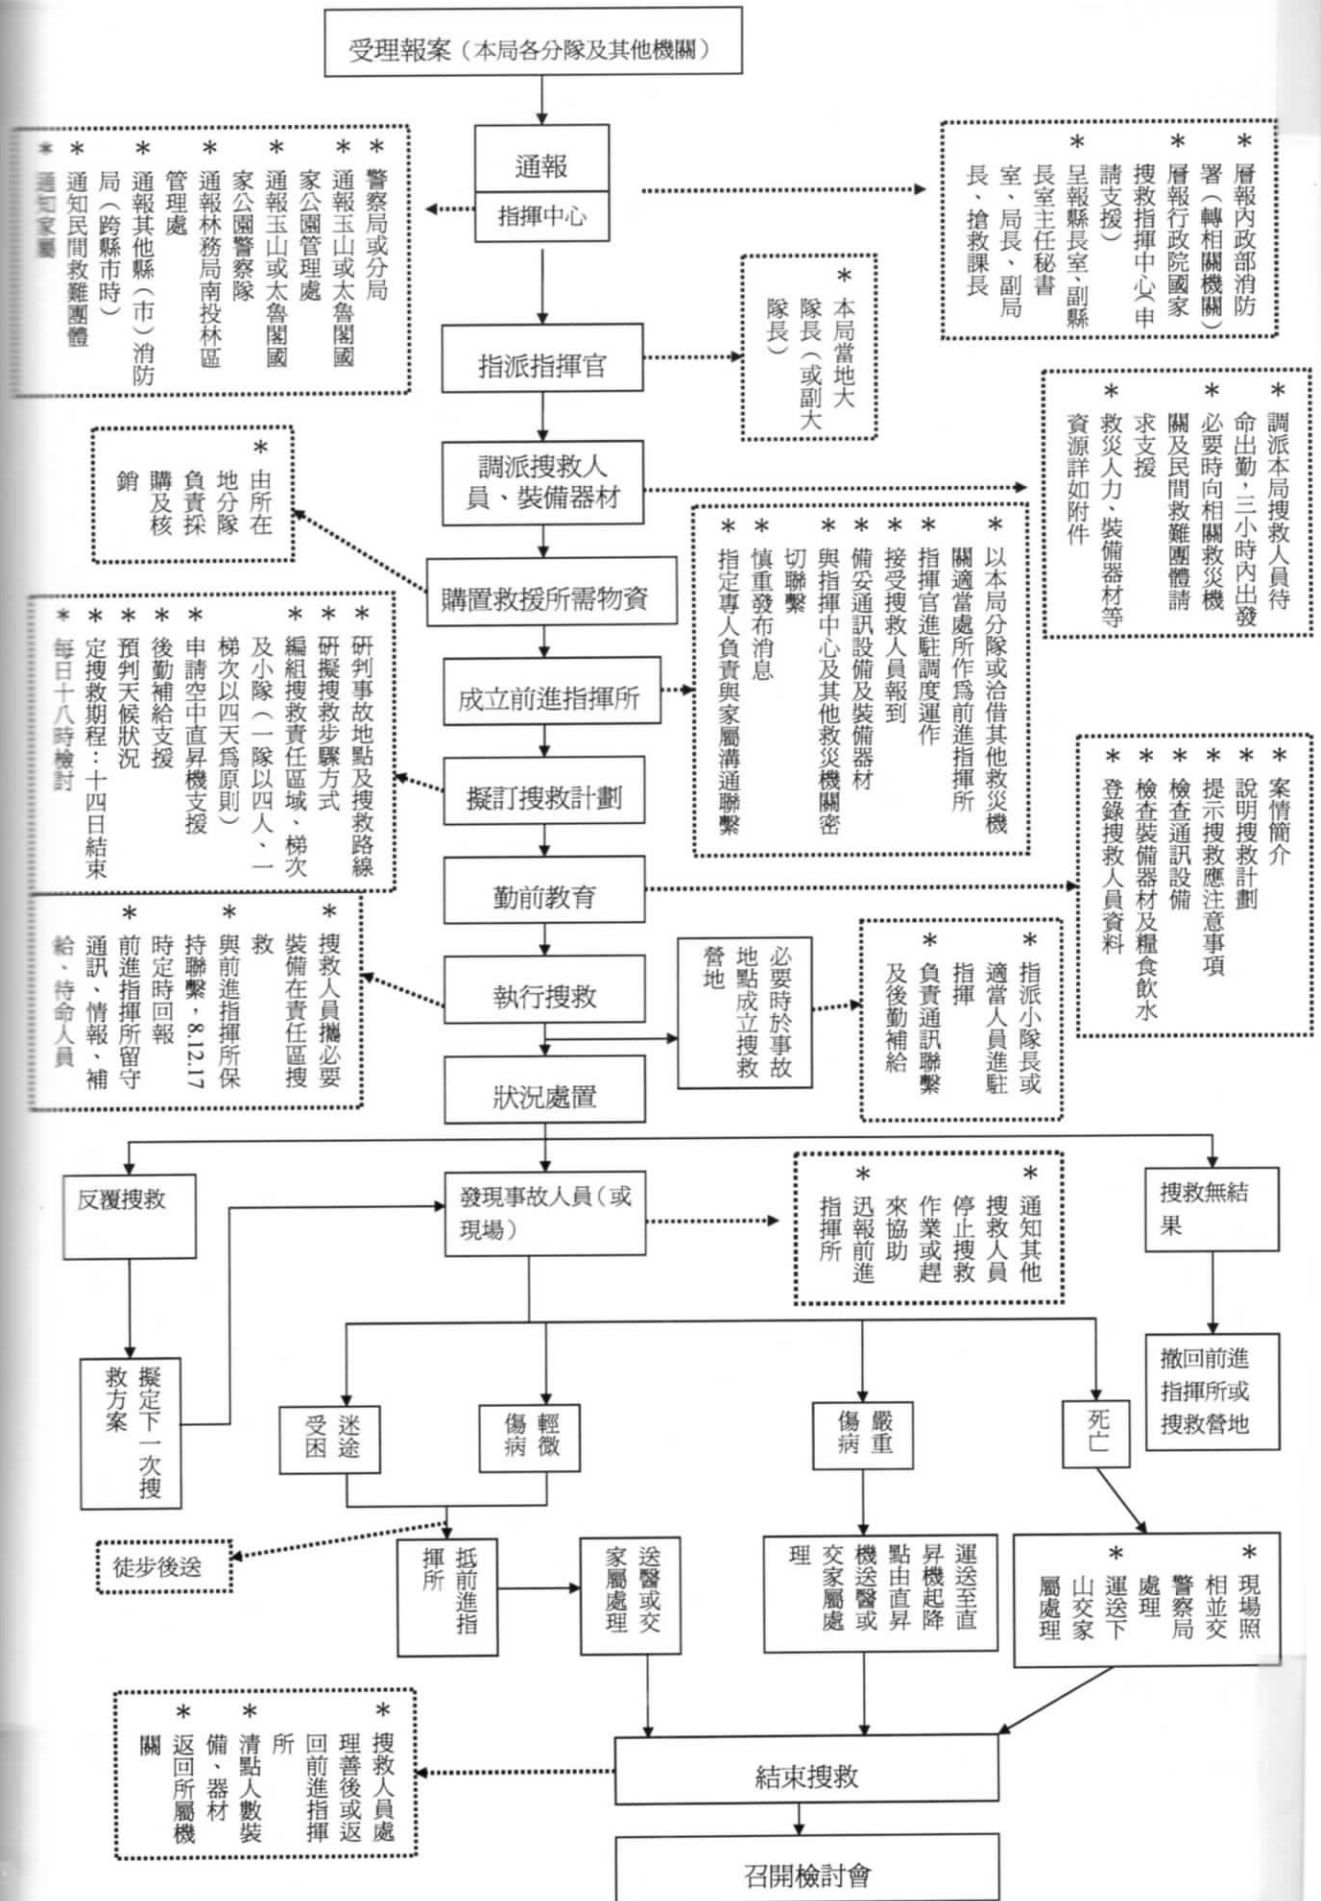 受理報案（本局各分隊及其他機關）
通報
指揮中心
* 警察局或分局
* 通報玉山或太魯閣國
家公園管理處
* 通報玉山或太魯閣國
家公園警察隊
* 通報林務局南投林區
管理處
* 通報其他縣（市）消防
局（跨縣市時）
* 通知民間救難團體
* 通知家屬
* 層報內政部消防
署（轉相關機關）
* 層報行政院國家
搜救指揮中心（申
請支援）
* 呈報縣長室、副縣
長室主任秘書
室、局長、副局
長、搶救課長
指派指揮官
* 本局當地大
隊長（或副大
隊長）
調派搜救人
員、裝備器材
* 調派本局搜救人員待
命出勤，三小時內出發
* 必要時向相關救災機
關及民間救難團體請
求支援
* 救災人力、裝備器材等
資源詳如附件
購置救援所需物資
* 由所在
地分隊
負責採
購及核
銷
成立前進指揮所
* 以本局分隊或洽借其他救災機
關適當處所作為前進指揮所
* 指揮官進駐調度運作
* 接受搜救人員報到
* 備妥通訊設備及裝備器材
* 與指揮中心及其他救災機關密
切聯繫
* 慎重發布消息
* 指定專人負責與家屬溝通聯繫
擬訂搜救計劃
* 研判事故地點及搜救路線
* 研擬搜救步驟方式
* 編組搜救責任區域、梯次
及小隊（一隊以四人、一
梯次以四天為原則）
* 申請空中直昇機支援
* 後勤補給支援
* 預判天候狀況
* 定搜救期程：十四日結束
* 每日十八時檢討
勤前教育
* 案情簡介
* 說明搜救計劃
* 提示搜救應注意事項
* 檢查通訊設備
* 檢查裝備器材及糧食飲水
* 登錄搜救人員資料
執行搜救
* 搜救人員攜必要
裝備在責任區搜
救
* 與前進指揮所保
持聯繫，8.12.17
時定時回報
* 前進指揮所留守
通訊、情報、補
給、待命人員
必要時於事故
地點成立搜救
營地
* 指派小隊長或
適當人員進駐
指揮
* 負責通訊聯繫
及後勤補給
狀況處置
反覆搜救
發現事故人員（或
現場）
* 通知其他
搜救人員
停止搜救
作業或趕
來協助
* 迅報前進
指揮所
搜救無結
果
擬定下一次搜
救方案
撤回前進
指揮所或
搜救營地
迷途
受困
輕微
傷病
嚴重
傷病
死亡
徒步後送
抵前進指
揮所
送醫或交
家屬處理
運送至直
昇機起降
點由直昇
機送醫或
交家屬處
理
* 現場照
相並交
警察局
處理
* 運送下
山交家
屬處理
結束搜救
* 搜救人員處
理善後或返
回前進指揮
所
* 清點人數裝
備、器材
* 返回所屬機
關
召開檢討會